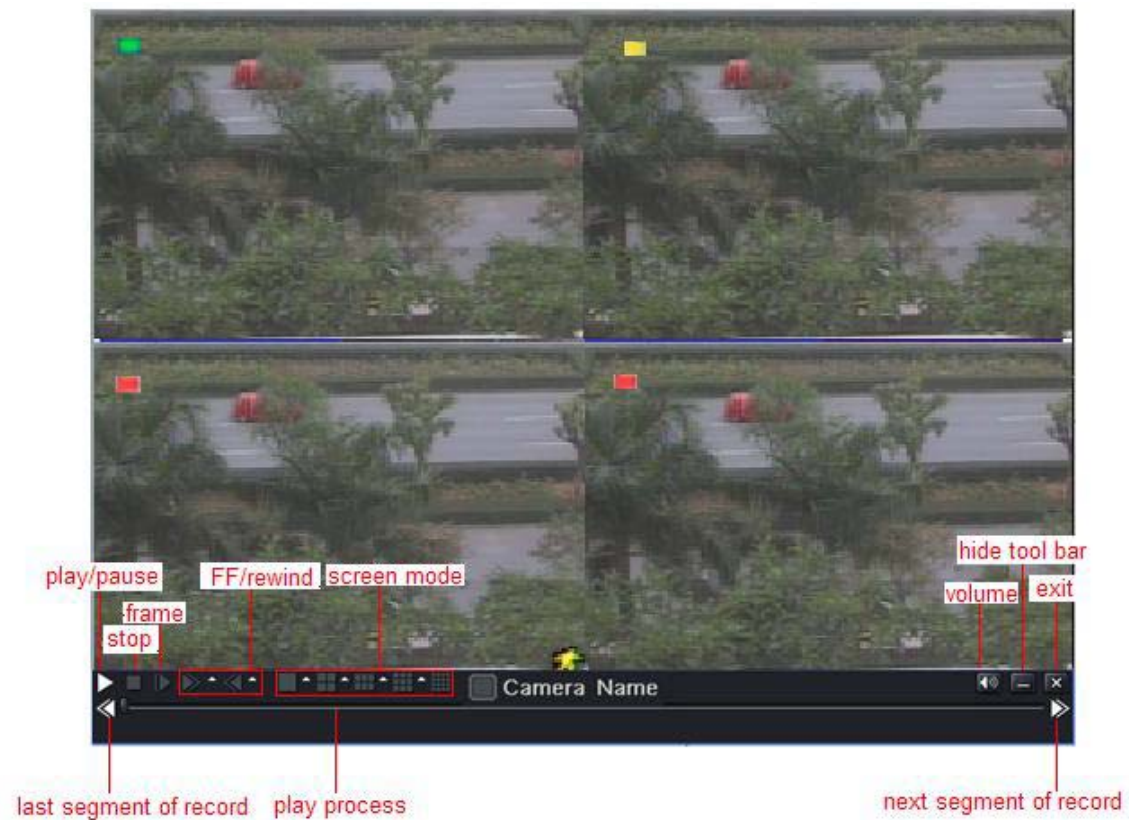 hide tool bar
play/pause
FF/rewind
screen mode
volume
exit
-frame
stop
Camera Name
last segment of record
play process
next segment of record